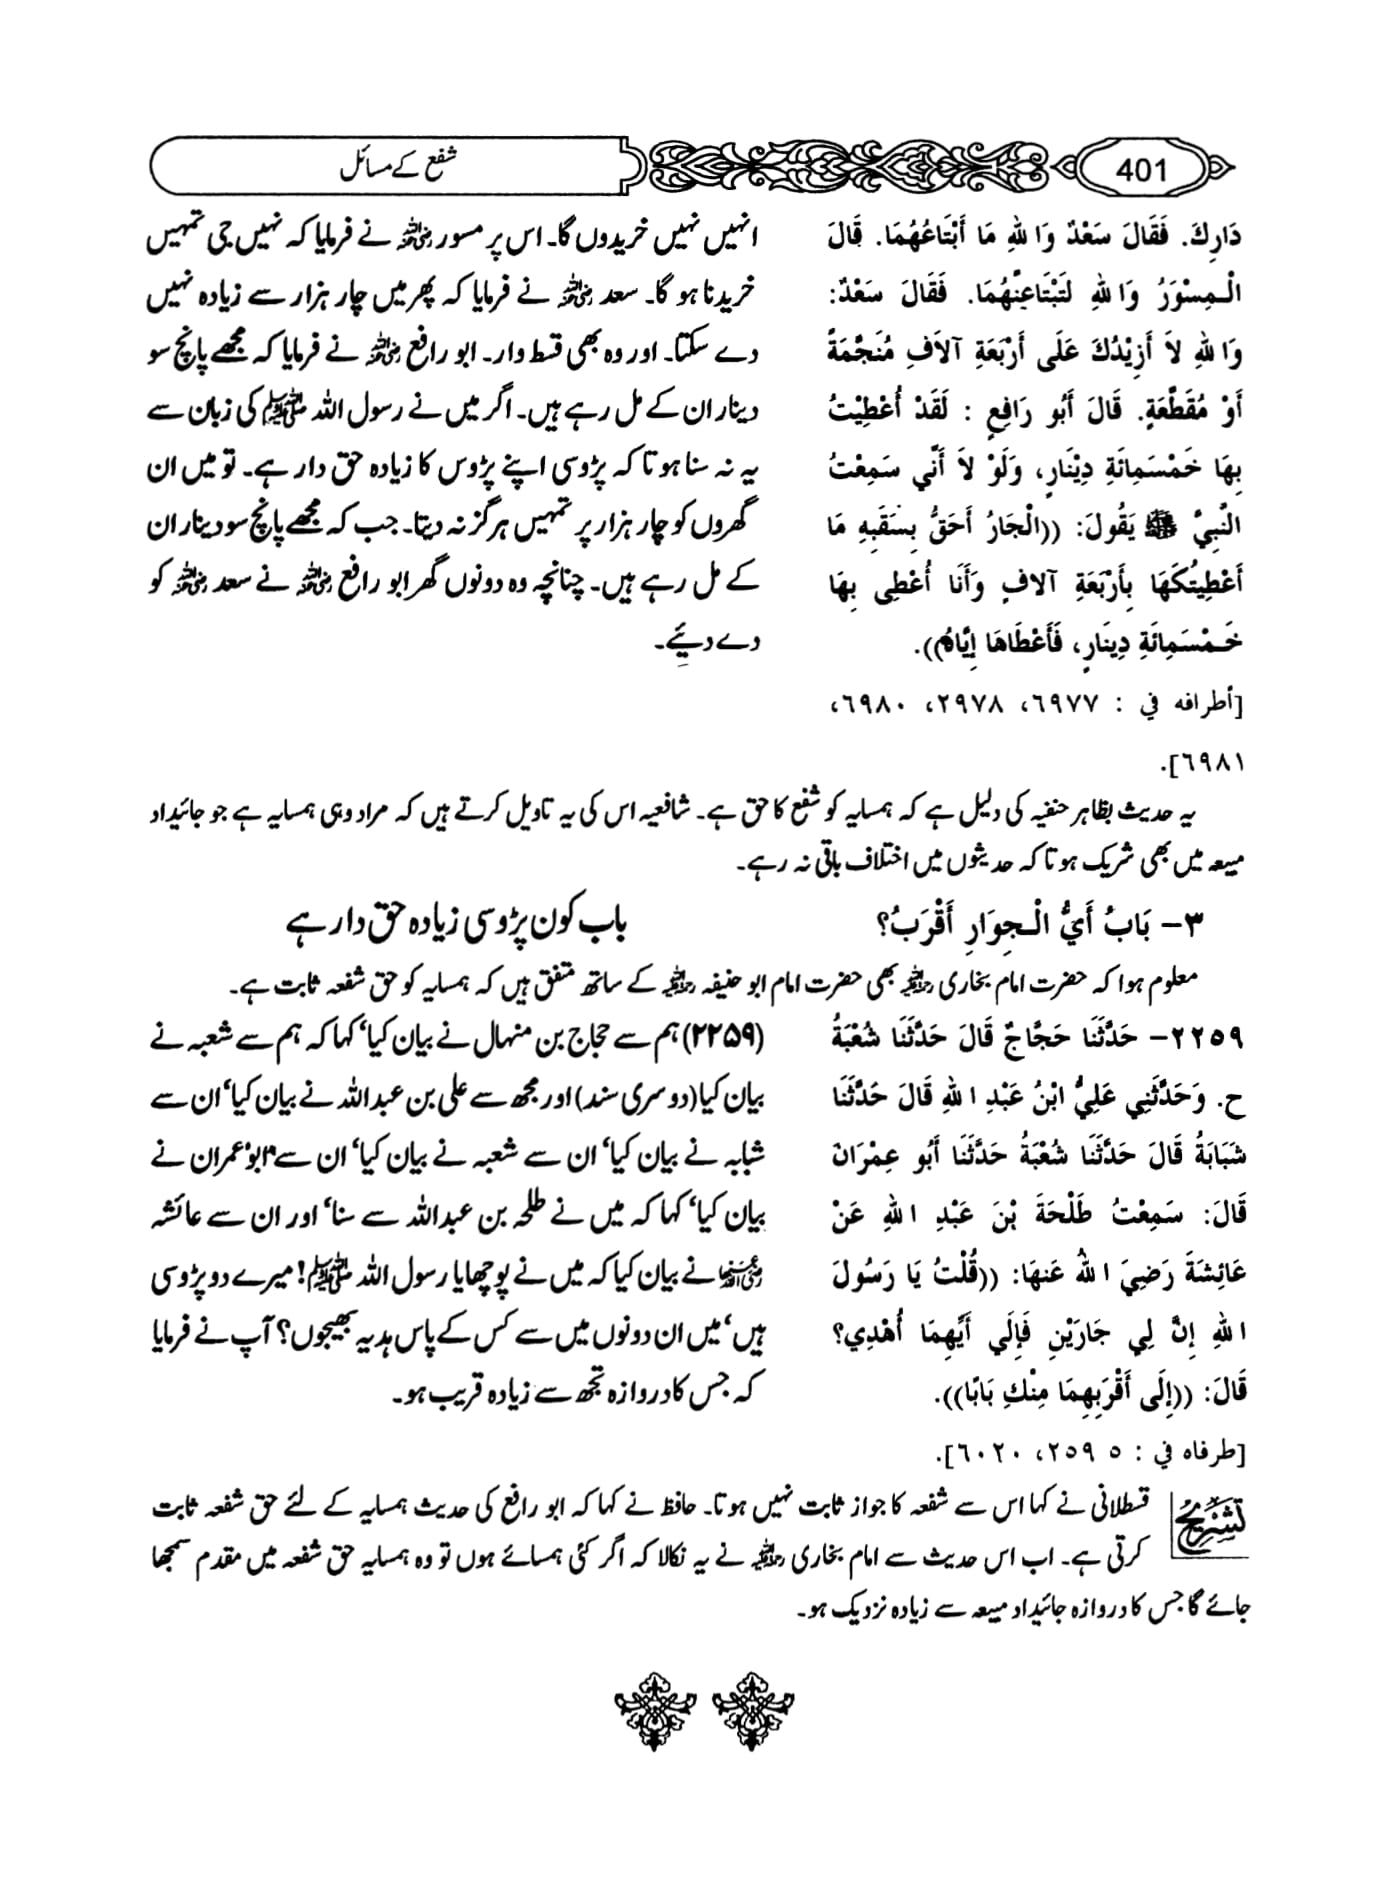 401
شفع کے مسائل
دَارِكَ. فَقَالَ سَعْدٌ وَاللهِ مَا أَبْتَاعُهُمَا. قَالَ
الْـمِسْوَرُ وَاللهِ لَتَبْتَاعَنَّهُمَا. فَقَالَ سَعْدٌ:
وَاللهِ لاَ أَزِيْدُكَ عَلَى أَرْبَعَةِ آلاَفِ مُنَجَّمَةً
أَوْ مُقَطَّعَةٍ. قَالَ أَبُو رَافِعٍ : لَقَدْ أُعْطِيْتُ
بِهَا خَمْسَمِائَةِ دِيْنَارٍ، وَلَوْ لاَ أَنِّي سَمِعْتُ
النَّبِيَّ ﷺ يَقُولُ: ((الْجَارُ أَحَقُّ بِسَقَبِهِ مَا
أَعْطِيْتُكَهَا بِأَرْبَعَةِ آلاَفٍ وَأَنَا أُعْطِى بِهَا
خَـمْسَمِائَةِ دِينَارٍ، فَأَعْطَاهَا إِيَّاهُ)).
[أطرافه في : ٦٩٧٧، ٢٩٧٨، ٦٩٨٠،
٦٩٨١].
انہیں نہیں خریدوں گا۔ اس پر مسور رضی اللہ عنہ نے فرمایا کہ نہیں جی تمہیں
خریدنا ہو گا۔ سعد رضی اللہ عنہ نے فرمایا کہ پھر میں چار ہزار سے زیادہ نہیں
دے سکتا۔ اور وہ بھی قسط وار۔ ابو رافع رضی اللہ عنہ نے فرمایا کہ مجھے پانچ سو
دینار ان کے مل رہے ہیں۔ اگر میں نے رسول اللہ ﷺ کی زبان سے
یہ نہ سنا ہوتا کہ پڑوسی اپنے پڑوس کا زیادہ حق دار ہے۔ تو میں ان
گھروں کو چار ہزار پر تمہیں ہرگز نہ دیتا۔ جب کہ مجھے پانچ سو دینار ان
کے مل رہے ہیں۔ چنانچہ وہ دونوں گھر ابو رافع رضی اللہ عنہ نے سعد رضی اللہ عنہ کو
دے دیئے۔
یہ حدیث بظاہر حنفیہ کی دلیل ہے کہ ہمسایہ کو شفع کا حق ہے۔ شافعیہ اس کی یہ تاویل کرتے ہیں کہ مراد وہی ہمسایہ ہے جو جائیداد
مبیعہ میں بھی شریک ہو تا کہ حدیثوں میں اختلاف باقی نہ رہے۔
٣- بَابُ أَيُّ الْـجِوَارِ أَقْرَبُ؟
باب کون پڑوسی زیادہ حق دار ہے
معلوم ہوا کہ حضرت امام بخاری رحمۃ اللہ علیہ بھی حضرت امام ابو حنیفہ رحمۃ اللہ علیہ کے ساتھ متفق ہیں کہ ہمسایہ کو حق شفعہ ثابت ہے۔
٢٢٥٩- حَدَّثَنَا حَجَّاجٌ قَالَ حَدَّثَنَا شُعْبَةُ
ح. وَحَدَّثَنِي عَلِيُّ ابْنُ عَبْدِ اللهِ قَالَ حَدَّثَنَا
شَبَابَةُ قَالَ حَدَّثَنَا شُعْبَةُ حَدَّثَنَا أَبُو عِمْرَانَ
قَالَ: سَمِعْتُ طَلْحَةَ بْنَ عَبْدِ اللهِ عَنْ
عَائِشَةَ رَضِيَ اللهُ عَنهَا: ((قُلْتُ يَا رَسُولَ
اللهِ إِنَّ لِي جَارَيْنِ فَإِلَى أَيِّهِمَا أُهْدِي؟
قَالَ: ((إِلَى أَقْرَبِهِمَا مِنْكِ بَابًا)).
[طرفاه في : ٢٥٩٥، ٦٠٢٠].
(۲۲۵۹) ہم سے حجاج بن منہال نے بیان کیا‘ کہا کہ ہم سے شعبہ نے
بیان کیا (دوسری سند) اور مجھ سے علی بن عبداللہ نے بیان کیا‘ ان سے
شبابہ نے بیان کیا‘ ان سے شعبہ نے بیان کیا‘ ان سے ابو عمران نے
بیان کیا‘ کہا کہ میں نے طلحہ بن عبداللہ سے سنا‘ اور ان سے عائشہ
رضی اللہ عنہا نے بیان کیا کہ میں نے پوچھا یا رسول اللہ ﷺ! میرے دو پڑوسی
ہیں‘ میں ان دونوں میں سے کس کے پاس ہدیہ بھیجوں؟ آپ نے فرمایا
کہ جس کا دروازہ تجھ سے زیادہ قریب ہو۔
تشریح
قسطلانی نے کہا اس سے شفعہ کا جواز ثابت نہیں ہوتا۔ حافظ نے کہا کہ ابو رافع کی حدیث ہمسایہ کے لئے حق شفعہ ثابت
کرتی ہے۔ اب اس حدیث سے امام بخاری رحمۃ اللہ علیہ نے یہ نکالا کہ اگر کئی ہمسائے ہوں تو وہ ہمسایہ حق شفعہ میں مقدم سمجھا
جائے گا جس کا دروازہ جائیداد مبیعہ سے زیادہ نزدیک ہو۔